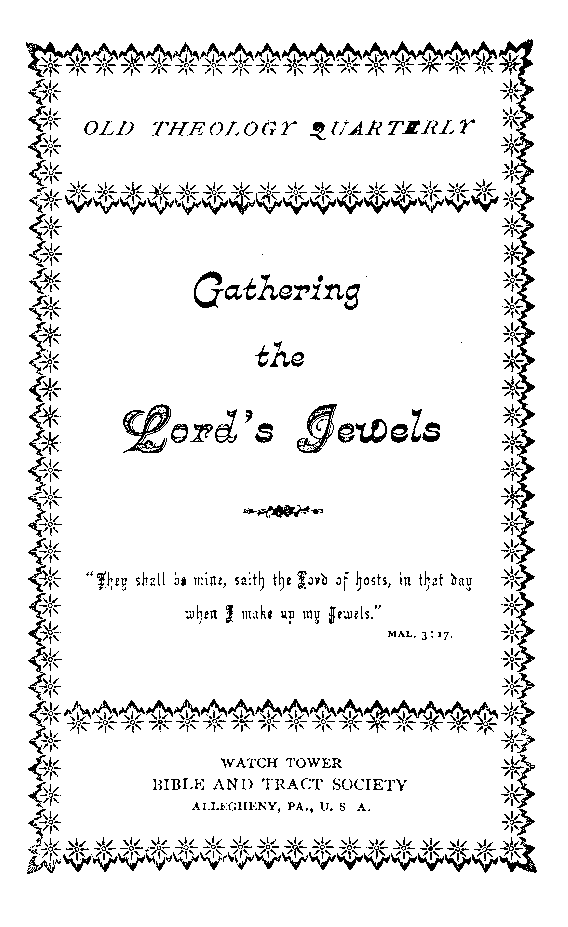 OLD THEOLOGY QUARTERLY
Gathering
the
Lord's Jewels
"They shall be mine, saith the Lord of hosts, in that day
when I make up my Jewels."
MAL. 3:17.
WATCH TOWER
BIBLE AND TRACT SOCIETY
ALLEGHENY, PA., U. S A.